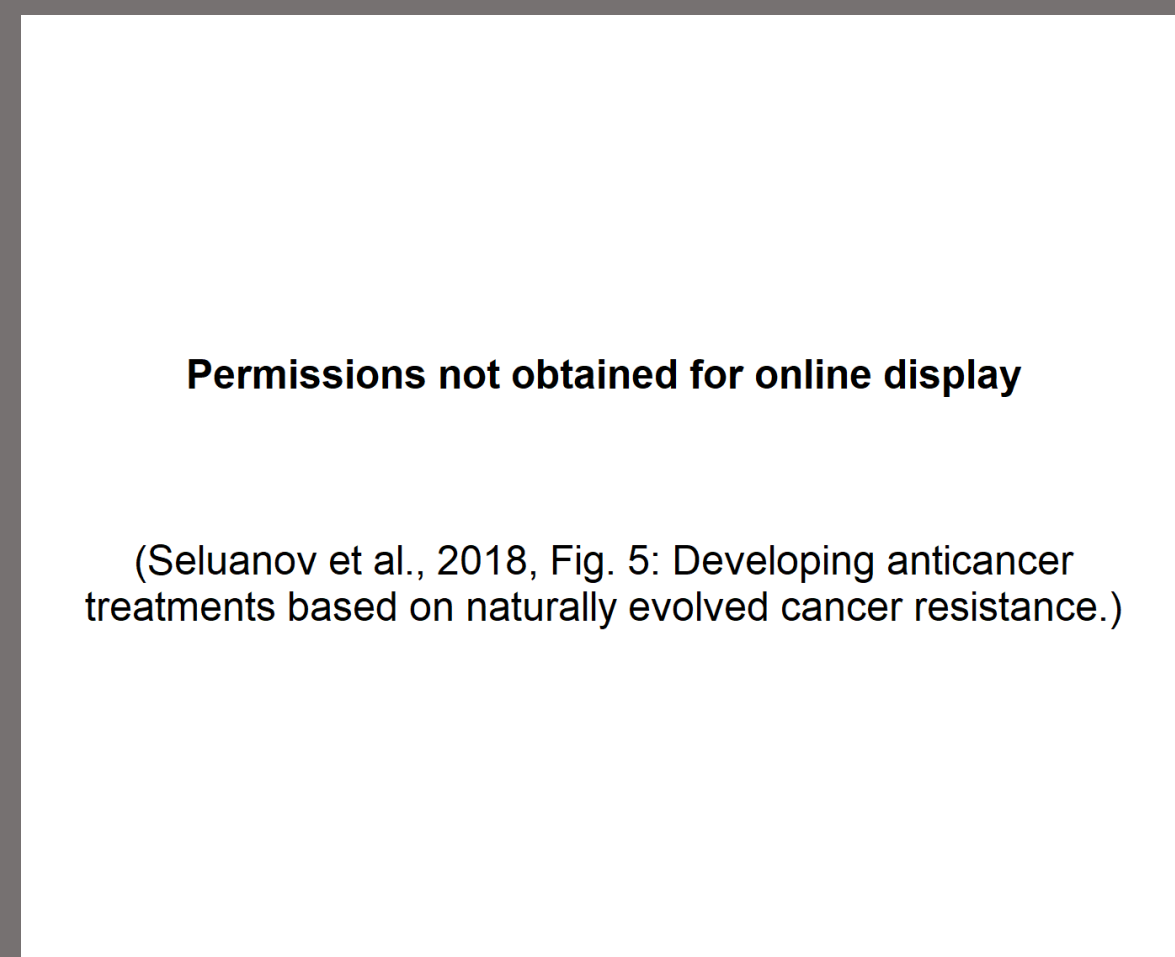 Permissions not obtained for online display
(Seluanov et al., 2018, Fig. 5: Developing anticancer
treatments based on naturally evolved cancer resistance.)